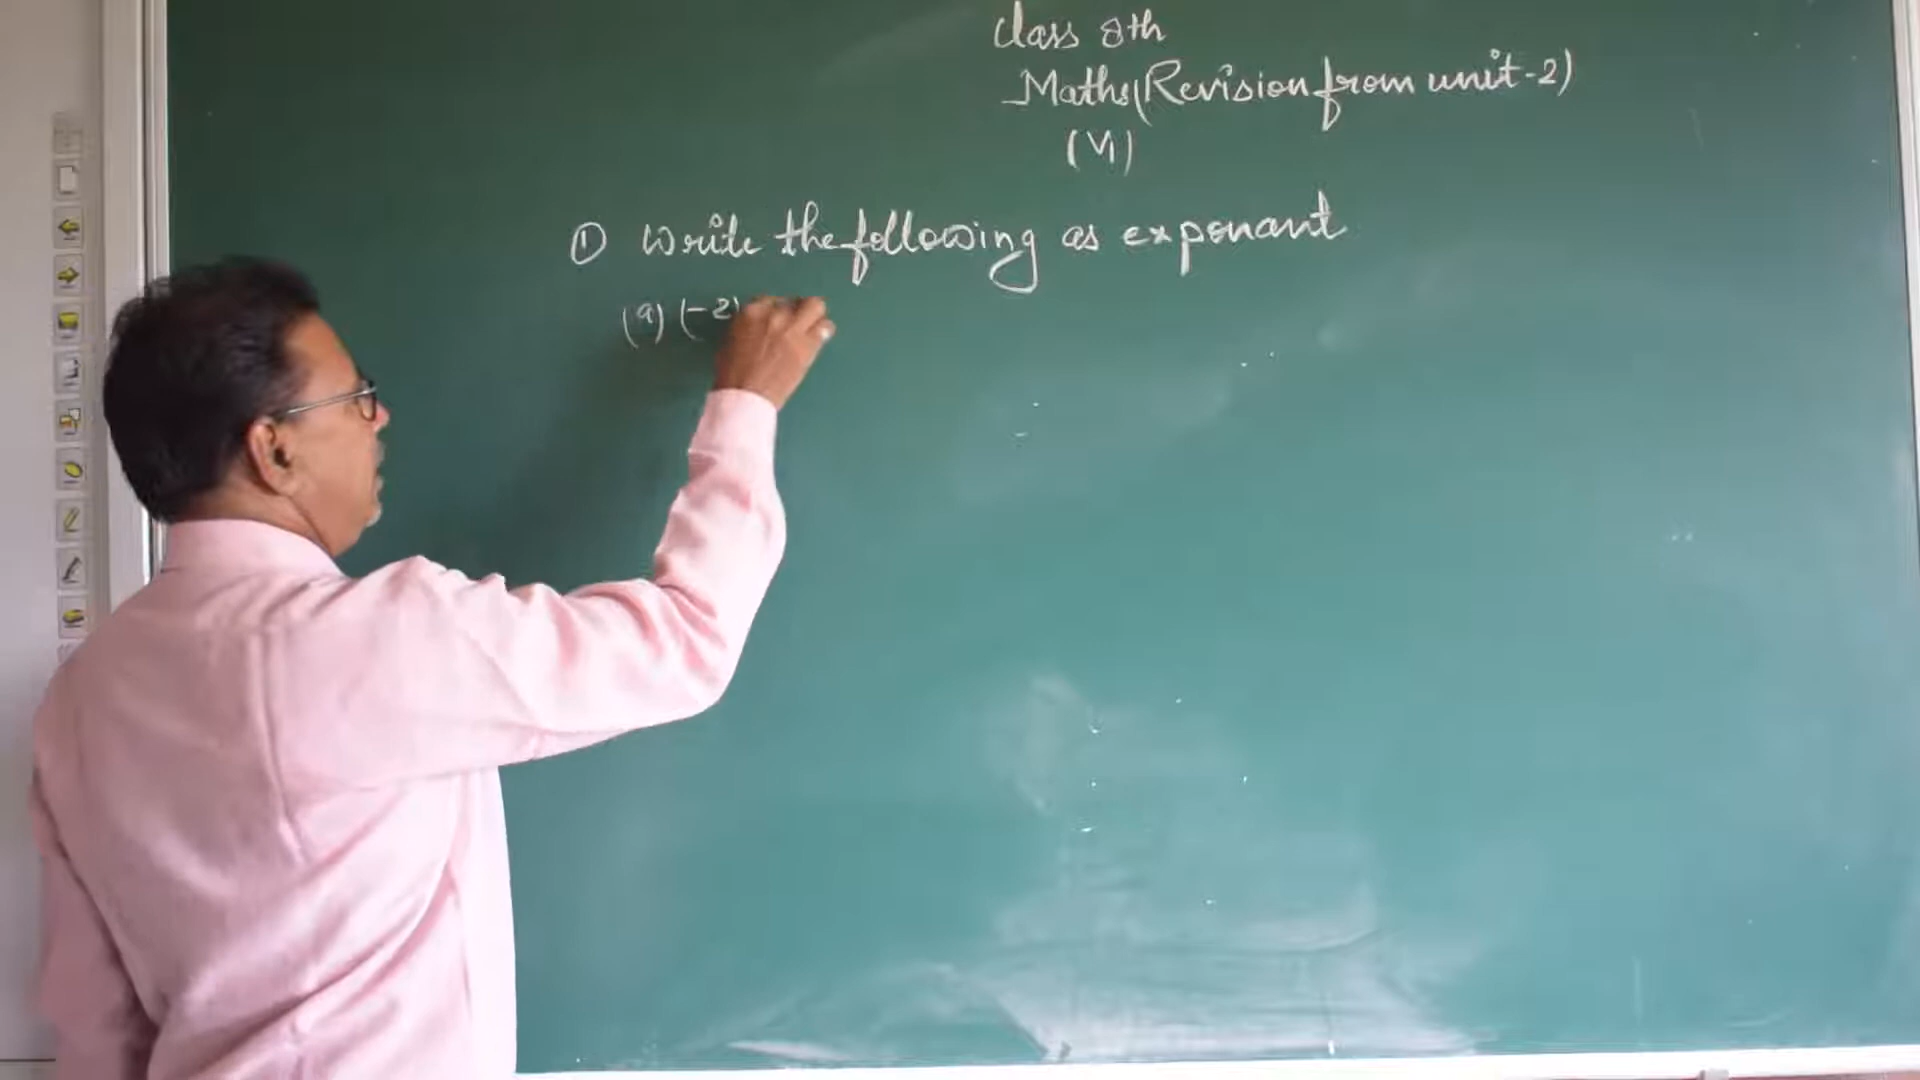 class 8th
Maths (Revision from unit-2)
(VI)
① Write the following as exponant
(a) (-2)